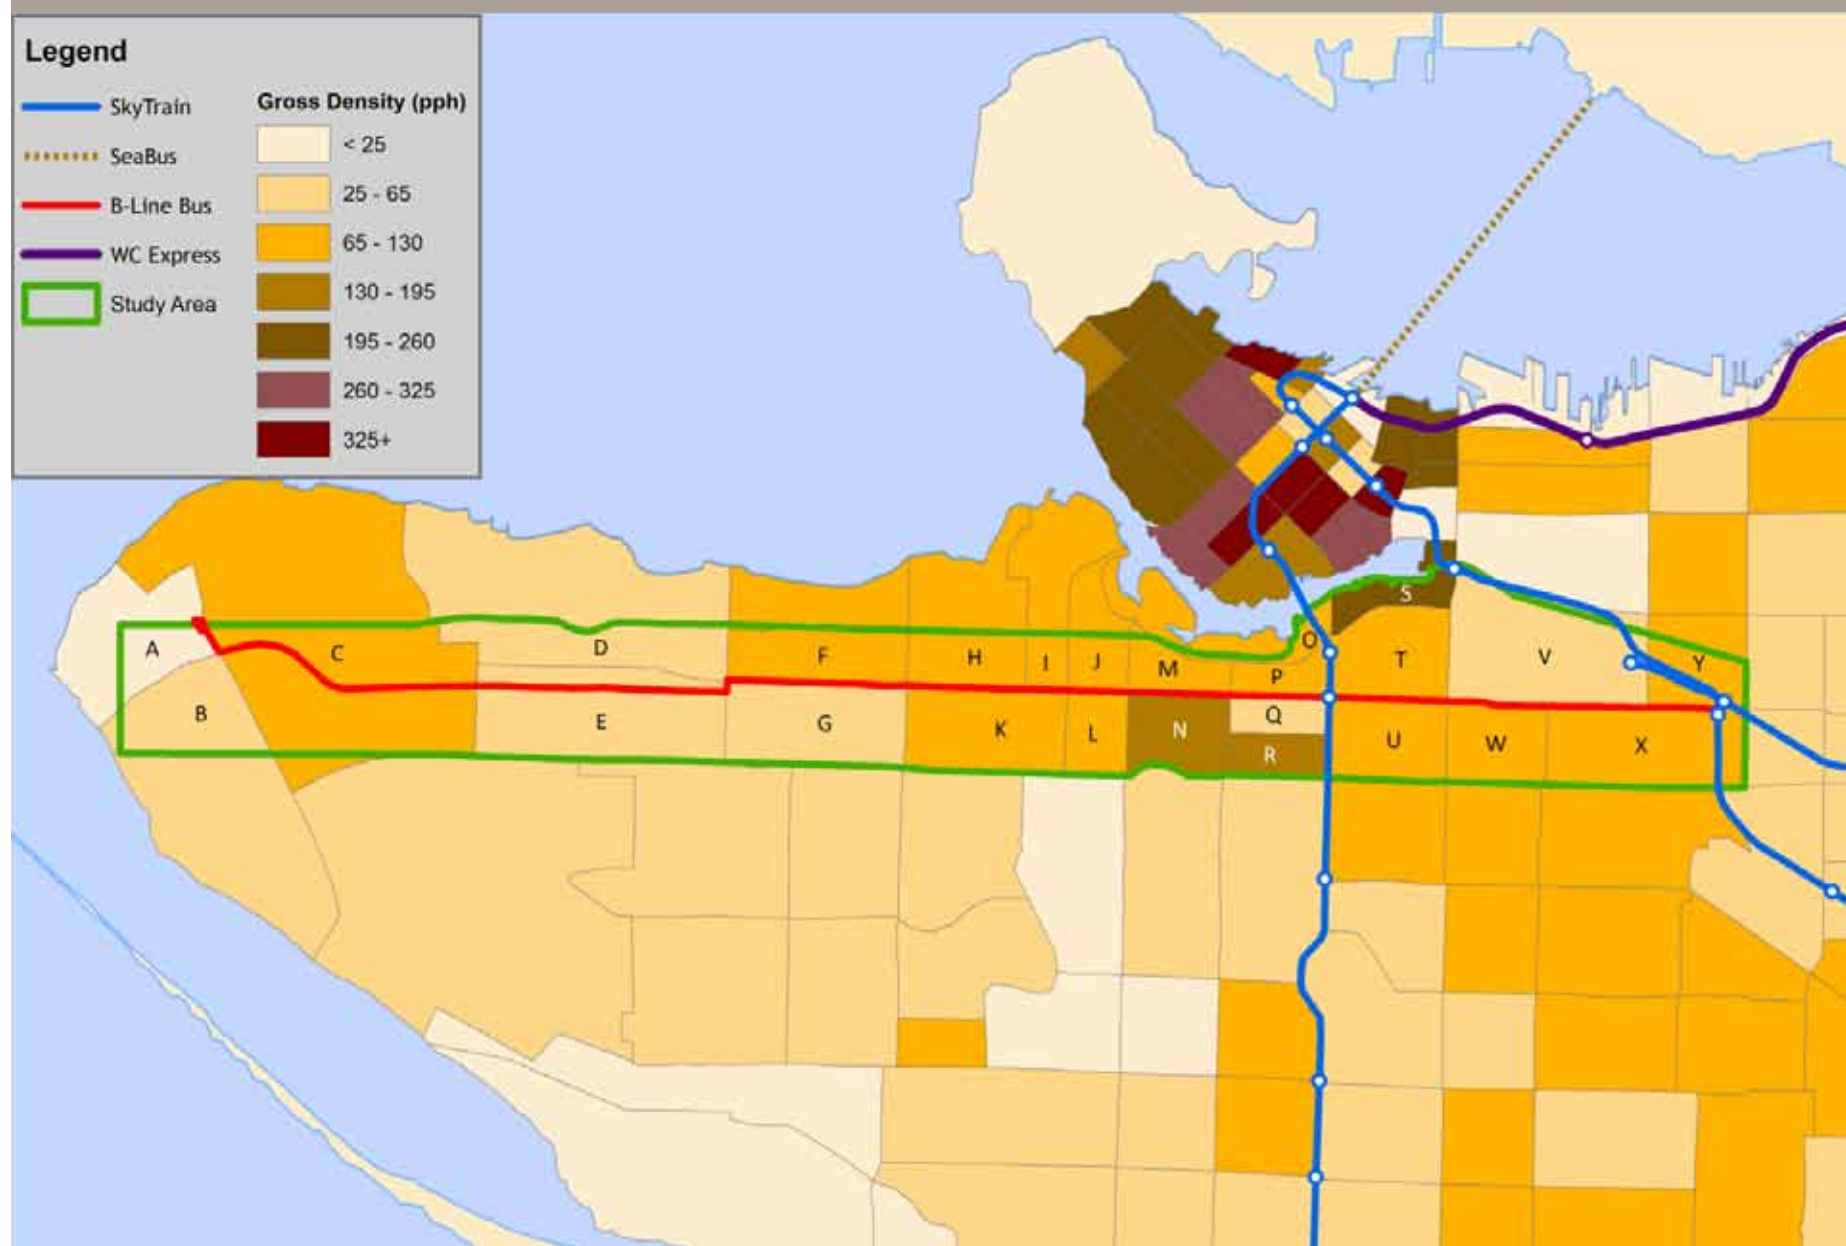 Legend
SkyTrain
SeaBus
B-Line Bus
WC Express
Study Area
Gross Density (pph)
< 25
25 - 65
65 - 130
130 - 195
195 - 260
260 - 325
325+
S
A
C
D
F
H
I
J
M
O
P
T
V
Y
B
E
G
K
L
N
Q
R
U
W
X